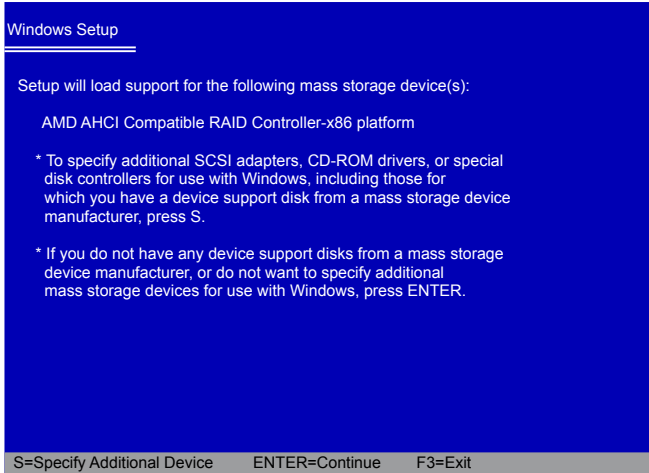 Windows Setup
Setup will load support for the following mass storage device(s):
AMD AHCI Compatible RAID Controller-x86 platform
* To specify additional SCSI adapters, CD-ROM drivers, or special
disk controllers for use with Windows, including those for
which you have a device support disk from a mass storage device
manufacturer, press S.
* If you do not have any device support disks from a mass storage
device manufacturer, or do not want to specify additional
mass storage devices for use with Windows, press ENTER.
S=Specify Additional Device ENTER=Continue F3=Exit